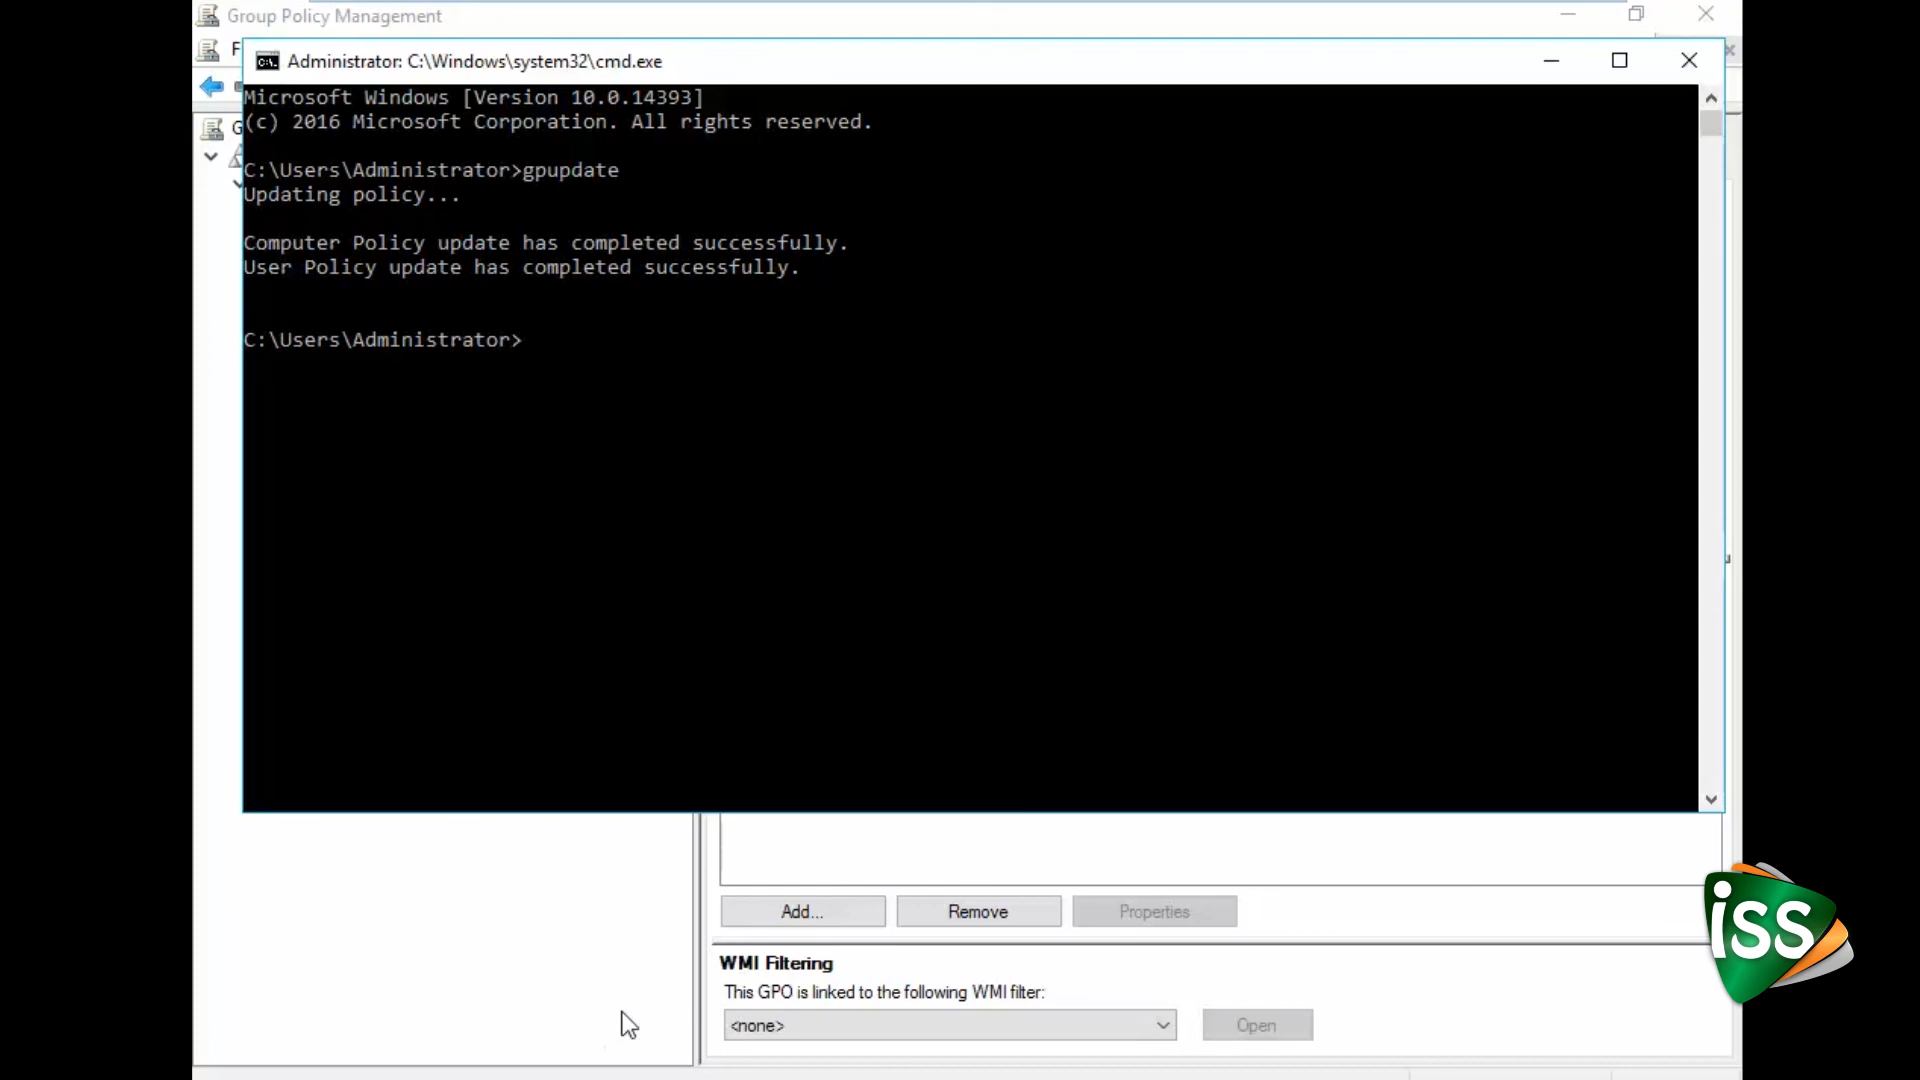 Group Policy Management
F
Administrator: C:\Windows\system32\cmd.exe
Microsoft Windows [Version 10.0.14393]
(c) 2016 Microsoft Corporation. All rights reserved.
G
C:\Users\Administrator>gpupdate
Updating policy...
Computer Policy update has completed successfully.
User Policy update has completed successfully.
C:\Users\Administrator>
Add...
Remove
Properties
WMI Filtering
This GPO is linked to the following WMI filter:
<none>
Open
iSS